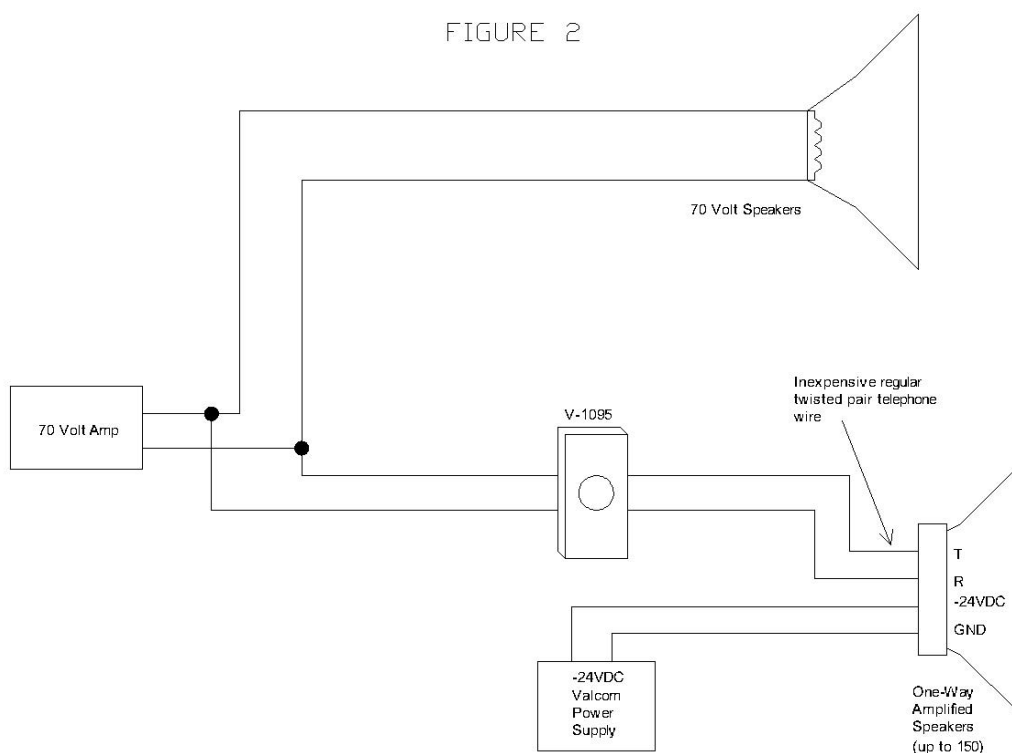 FIGURE 2
70 Volt Speakers
70 Volt Amp
V-1095
Inexpensive regular
twisted pair telephone
wire
T
R
-24VDC
GND
-24VDC
Valcom
Power
Supply
One-Way
Amplified
Speakers
(up to 150)